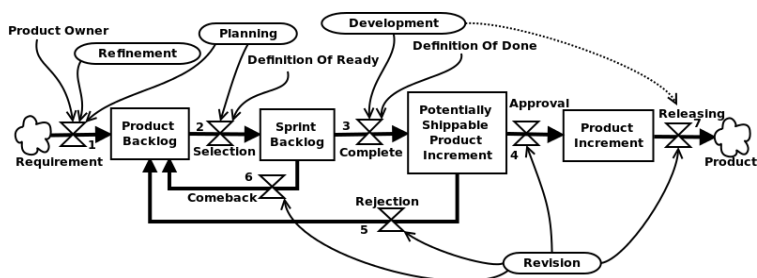 Product Owner
Refinement
Planning
Development
Definition Of Ready
Definition Of Done
Requirement
1
Product
Backlog
2
Selection
Sprint
Backlog
3
Complete
Potentially
Shippable
Product
Increment
Approval
4
Product
Increment
Releasing
7
Product
6
Comeback
Rejection
5
Revision